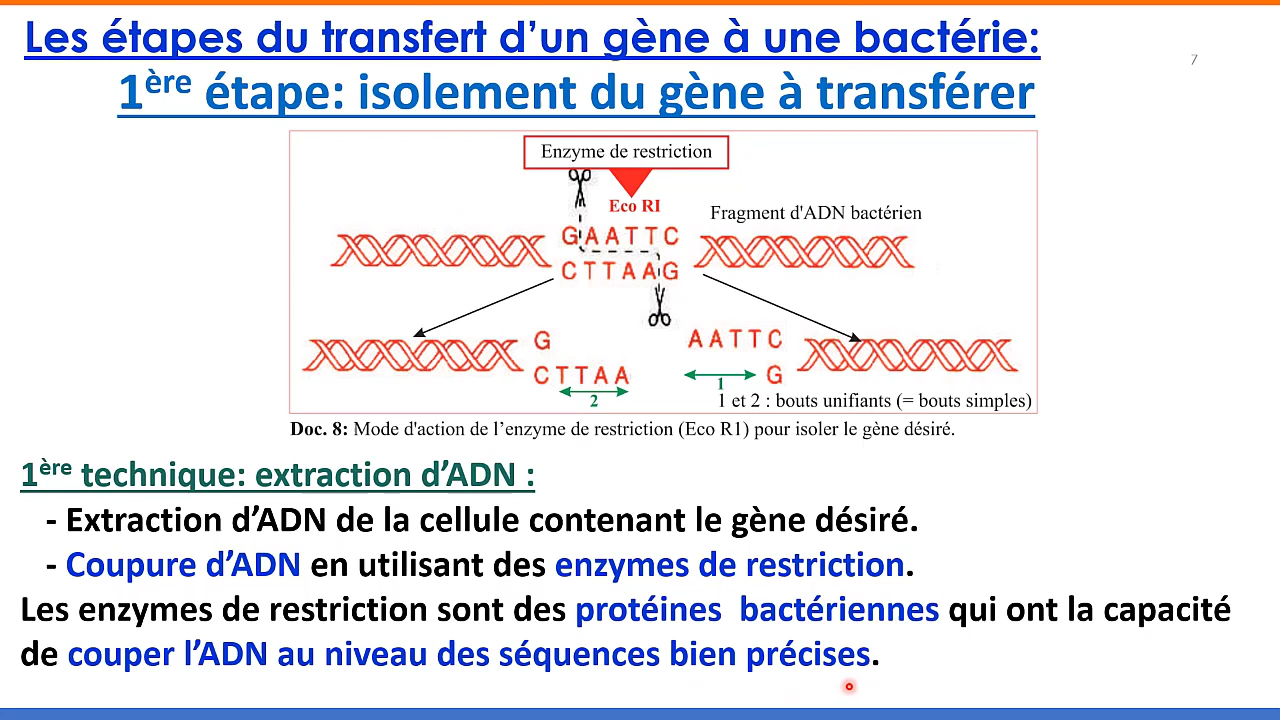 Les étapes du transfert d’un gène à une bactérie:
7
1ère étape: isolement du gène à transférer
Enzyme de restriction
Eco RI
Fragment d'ADN bactérien
GAATTC
CTTAAG
G
AATTC
CTTAA
G
1
2
1 et 2 : bouts unifiants (= bouts simples)
Doc. 8: Mode d'action de l’enzyme de restriction (Eco R1) pour isoler le gène désiré.
1ère technique: extraction d’ADN :
- Extraction d’ADN de la cellule contenant le gène désiré.
- Coupure d’ADN en utilisant des enzymes de restriction.
Les enzymes de restriction sont des protéines bactériennes qui ont la capacité
de couper l’ADN au niveau des séquences bien précises.